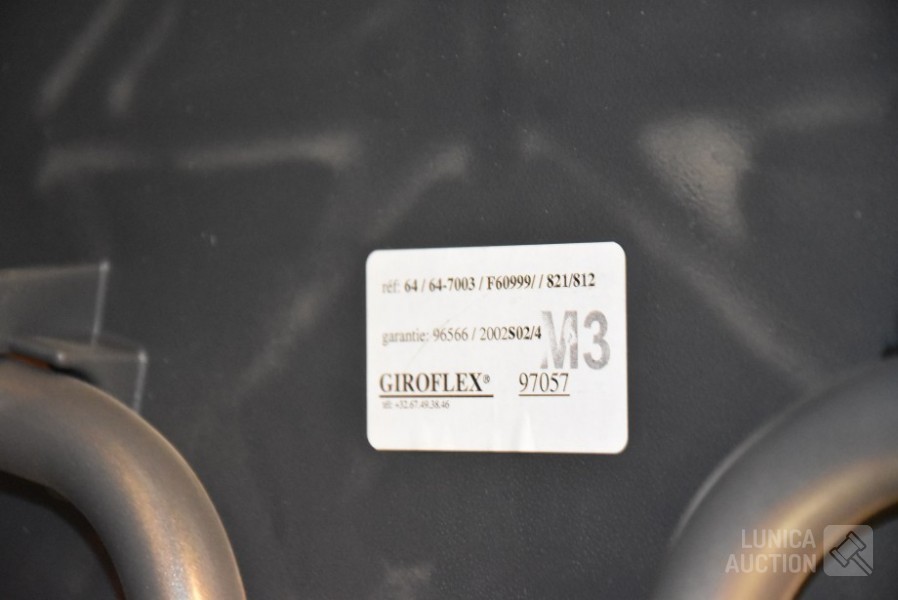 réf: 64 / 64-7003 / F60999/ / 821/812
garantie: 96566 / 2002S02/4
M3
GIROFLEX® 97057
tél: +32.67.49.38.46
LUNICA
AUCTION